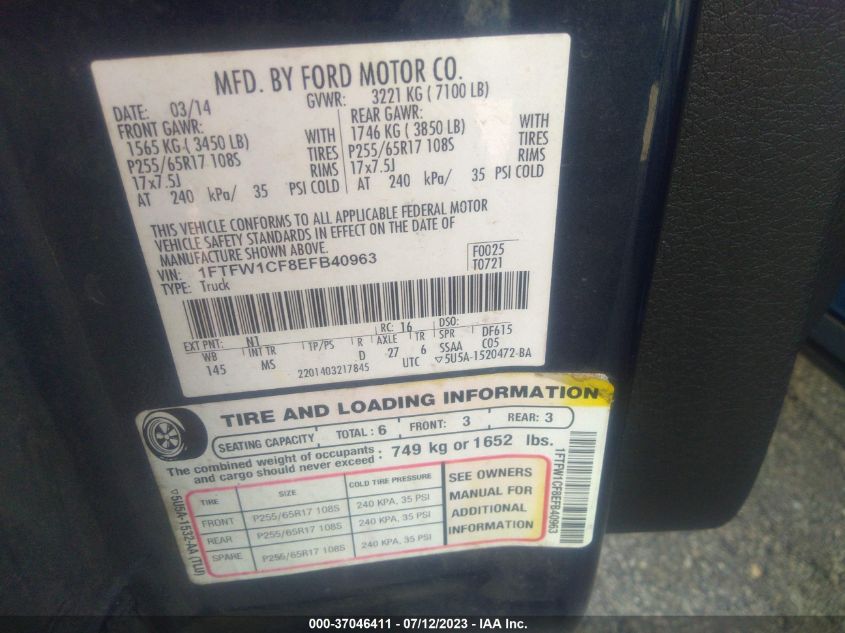 MFD. BY FORD MOTOR CO.
DATE: 03/14 GVWR: 3221 KG ( 7100 LB)
FRONT GAWR: REAR GAWR:
1565 KG ( 3450 LB) WITH 1746 KG ( 3850 LB) WITH
P255/65R17 108S TIRES P255/65R17 108S TIRES
17x7.5J RIMS 17x7.5J RIMS
AT 240 kPa/ 35 PSI COLD AT 240 kPa/ 35 PSI COLD
THIS VEHICLE CONFORMS TO ALL APPLICABLE FEDERAL MOTOR
VEHICLE SAFETY STANDARDS IN EFFECT ON THE DATE OF
MANUFACTURE SHOWN ABOVE.
VIN: 1FTFW1CF8EFB40963 F0025
TYPE: Truck T0721
EXT PNT: N1 RC: 16 DSO:
WB INT TR TP/PS R AXLE TR SPR DF615
145 MS D 27 6 SSAA C05
2201403217845 UTC ▽5U5A-1520472-BA
TIRE AND LOADING INFORMATION
SEATING CAPACITY TOTAL : 6 FRONT: 3 REAR: 3
The combined weight of occupants and cargo should never exceed : 749 kg or 1652 lbs.
TIRE SIZE COLD TIRE PRESSURE
FRONT P255/65R17 108S 240 KPA, 35 PSI
REAR P255/65R17 108S 240 KPA, 35 PSI
SPARE P255/65R17 108S 240 KPA, 35 PSI
SEE OWNERS
MANUAL FOR
ADDITIONAL
INFORMATION
▽5U5A-1532-AA (TLU)
1FTFW1CF8EFB40963
000-37046411 - 07/12/2023 - IAA Inc.